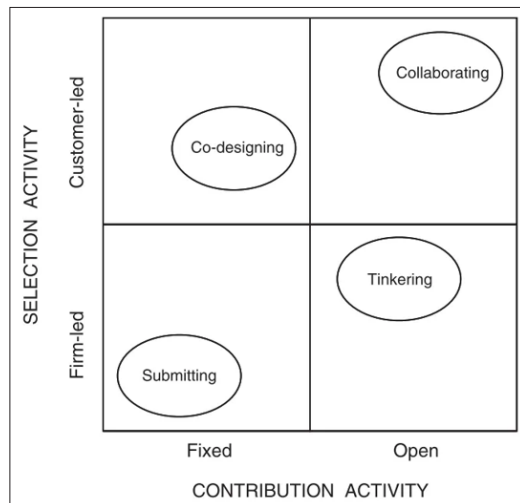 SELECTION ACTIVITY
Customer-led
Firm-led
Collaborating
Co-designing
Tinkering
Submitting
Fixed
Open
CONTRIBUTION ACTIVITY